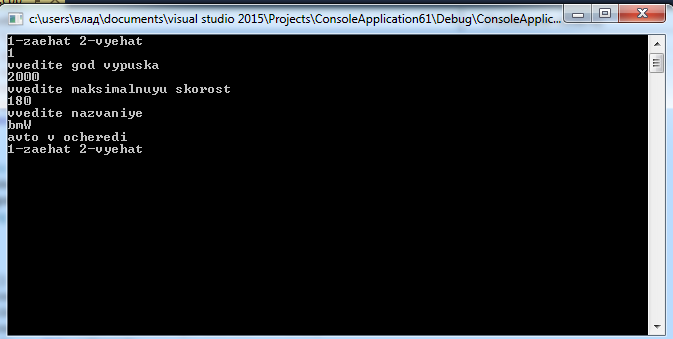 c:\users\влад\documents\visual studio 2015\Projects\ConsoleApplication61\Debug\ConsoleApplic...
1-zaehat 2-vyehat
1
vvedite god vypuska
2000
vvedite maksimalnuyu skorost
180
vvedite nazvaniye
bmW
avto v ocheredi
1-zaehat 2-vyehat